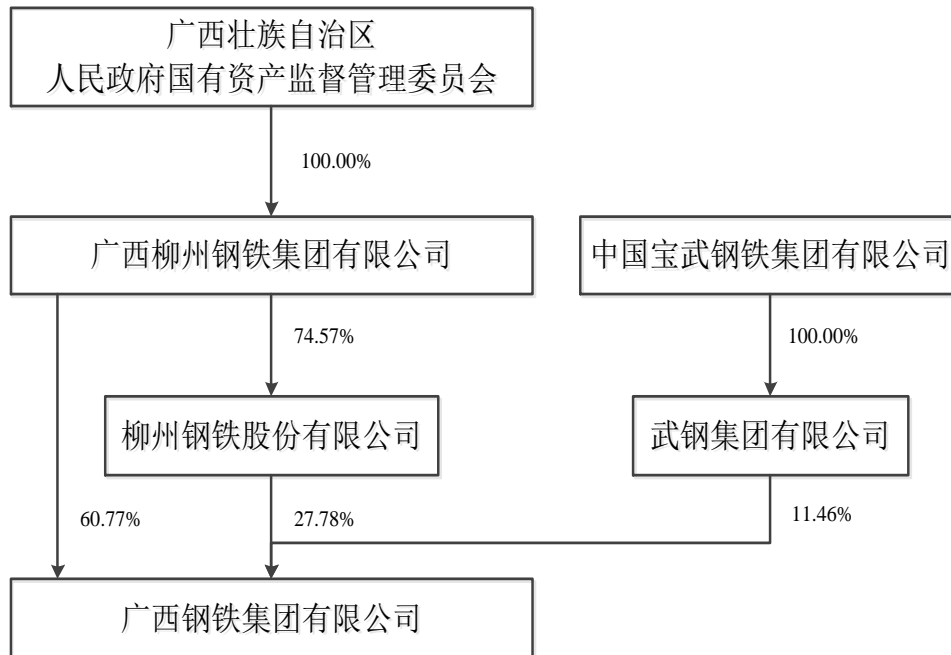 广西壮族自治区
人民政府国有资产监督管理委员会
100.00%
广西柳州钢铁集团有限公司
中国宝武钢铁集团有限公司
74.57%
100.00%
柳州钢铁股份有限公司
武钢集团有限公司
60.77%
27.78%
11.46%
广西钢铁集团有限公司